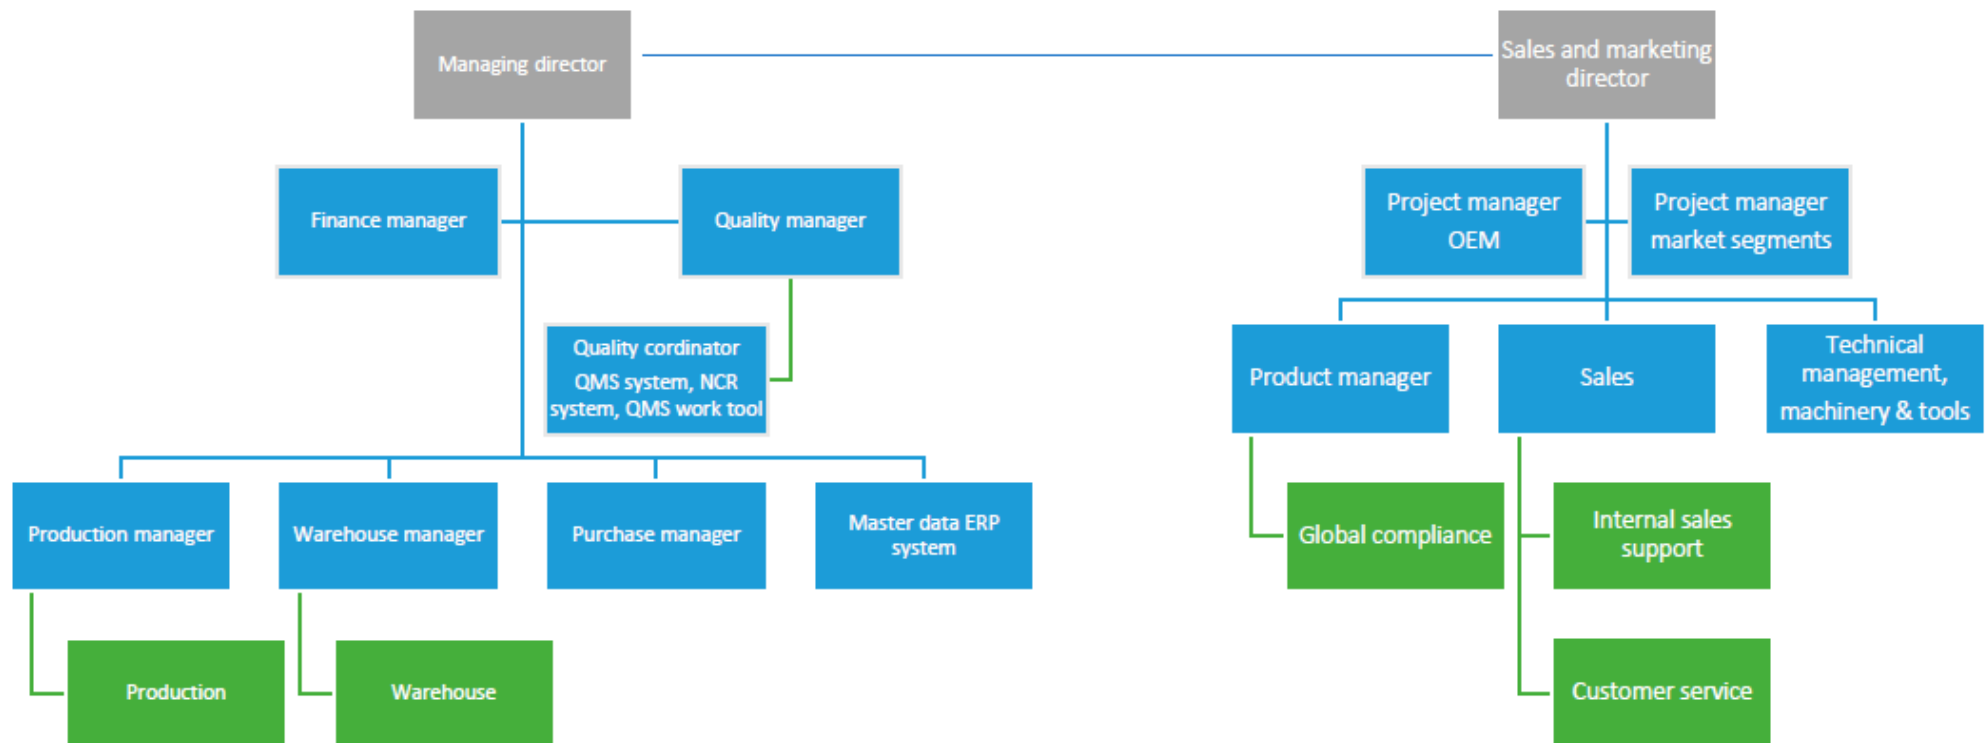 Managing director
Sales and marketing
director
Finance manager
Quality manager
Project manager
OEM
Project manager
market segments
Quality cordinator
QMS system, NCR
system, QMS work tool
Product manager
Sales
Technical
management,
machinery & tools
Production manager
Warehouse manager
Purchase manager
Master data ERP
system
Global compliance
Internal sales
support
Production
Warehouse
Customer service